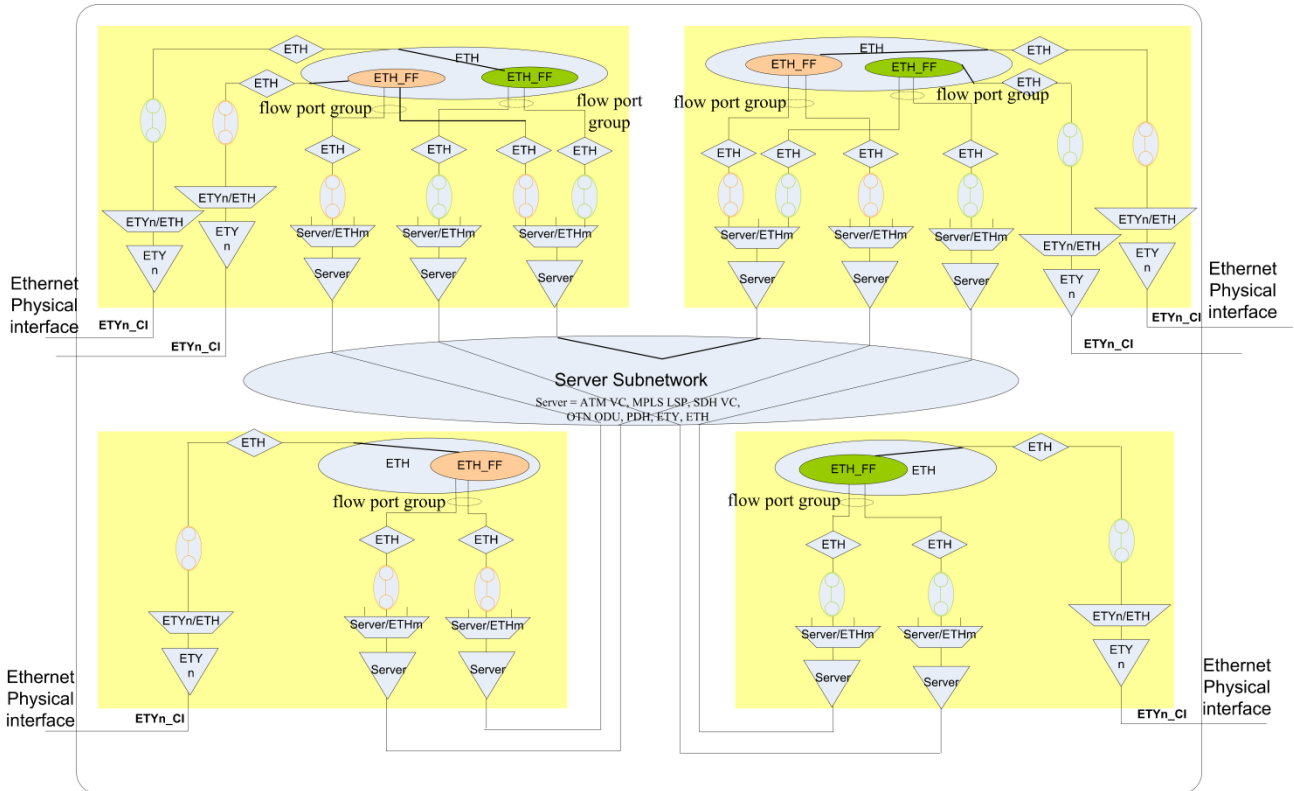 ETH
ETH
ETH_FF
ETH_FF
ETH
flow port group
flow port
group
ETH
ETH
ETH
ETH
ETYn/ETH
ETYn/ETH
Server/ETHm
Server/ETHm
Server/ETHm
ETY
n
ETY
n
Server
Server
Server
Ethernet
Physical
interface
ETYn_CI
ETYn_CI
ETH
ETH
ETH_FF
ETH_FF
ETH
flow port group
flow port group
ETH
ETH
ETH
ETH
Server/ETHm
Server/ETHm
Server/ETHm
ETYn/ETH
ETYn/ETH
Server
Server
Server
ETY
n
ETY
n
Ethernet
Physical
interface
ETYn_CI
ETYn_CI
Server Subnetwork
Server = ATM VC, MPLS LSP, SDH VC,
OTN ODU, PDH, ETY, ETH
ETH
ETH
ETH_FF
flow port group
ETH
ETH
ETYn/ETH
Server/ETHm
Server/ETHm
ETY
n
Server
Server
Ethernet
Physical
interface
ETYn_CI
ETH
ETH_FF
ETH
flow port group
ETH
ETH
ETYn/ETH
Server/ETHm
Server/ETHm
ETY
n
Server
Server
Ethernet
Physical
interface
ETYn_CI